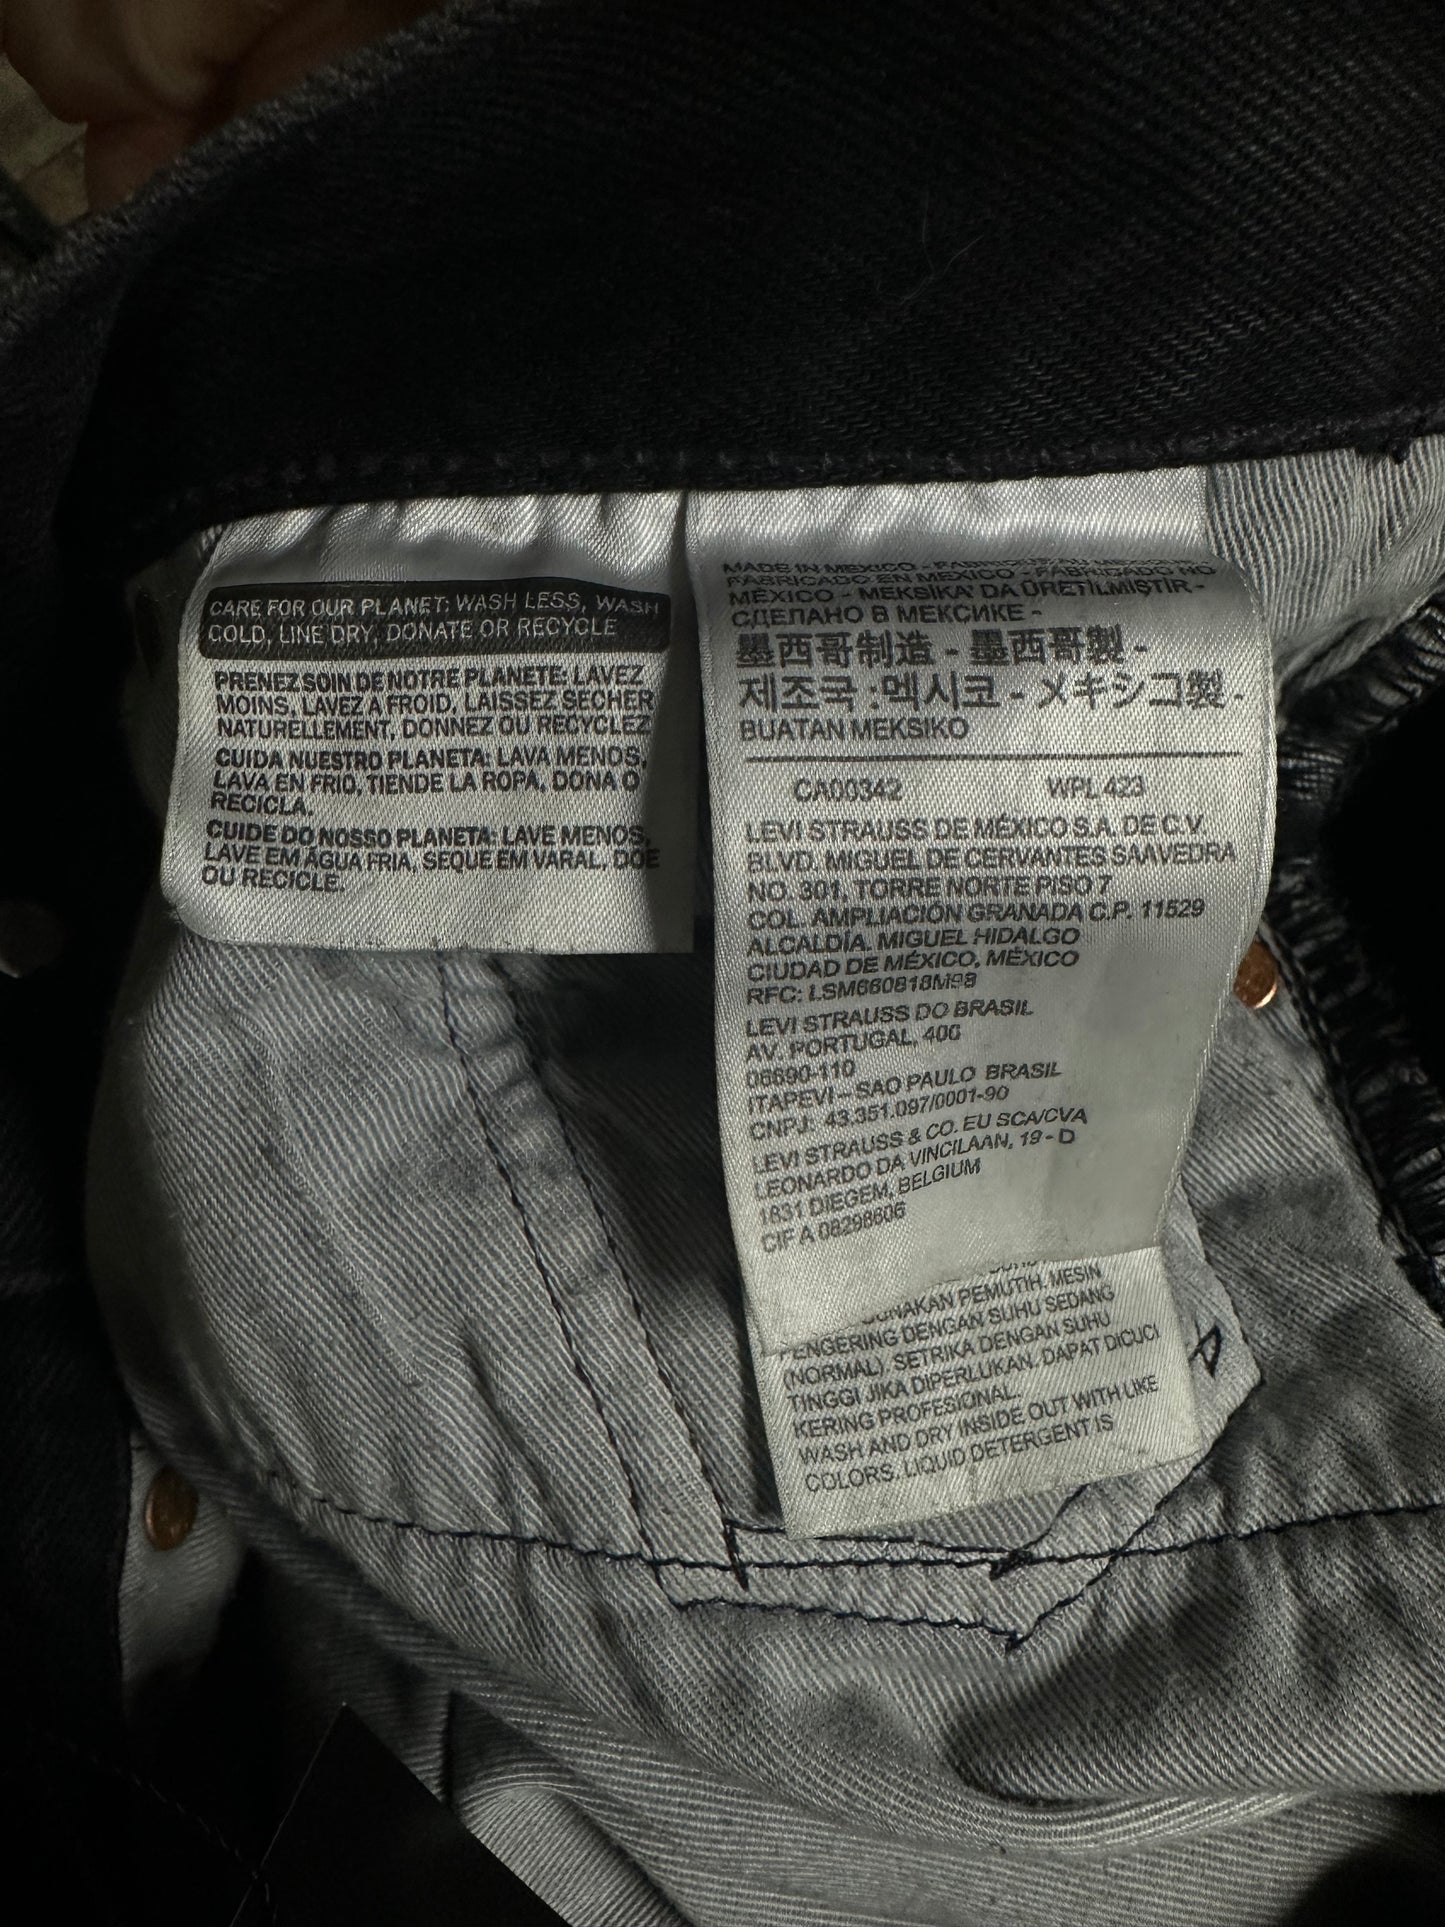 CARE FOR OUR PLANET: WASH LESS, WASH
COLD, LINE DRY, DONATE OR RECYCLE
PRENEZ SOIN DE NOTRE PLANETE: LAVEZ
MOINS, LAVEZ A FROID, LAISSEZ SECHER
NATURELLEMENT, DONNEZ OU RECYCLEZ
CUIDA NUESTRO PLANETA: LAVA MENOS,
LAVA EN FRIO, TIENDE LA ROPA, DONA O
RECICLA.
CUIDE DO NOSSO PLANETA: LAVE MENOS,
LAVE EM ÁGUA FRIA, SEQUE EM VARAL, DOE
OU RECICLE.
MADE IN MEXICO - FABRIQUE
FABRICADO EN MEXICO - FABRICADO NO
MÉXICO - MEKSİKA' DA ÜRETİLMİŞTİR -
СДЕЛАНО В МЕКСИКЕ -
墨西哥制造 - 墨西哥製 -
제조국 :멕시코 - メキシコ製 -
BUATAN MEKSIKO
CA00342 WPL 423
LEVI STRAUSS DE MÉXICO S.A. DE C.V.
BLVD. MIGUEL DE CERVANTES SAAVEDRA
NO. 301, TORRE NORTE PISO 7
COL. AMPLIACIÓN GRANADA C.P. 11529
ALCALDÍA. MIGUEL HIDALGO
CIUDAD DE MÉXICO, MÉXICO
RFC: LSM660818M98
LEVI STRAUSS DO BRASIL
AV. PORTUGAL, 400
06690-110
ITAPEVI – SAO PAULO BRASIL
CNPJ: 43.351.097/0001-90
LEVI STRAUSS & CO. EU SCA/CVA
LEONARDO DA VINCILAAN, 19 - D
1831 DIEGEM, BELGIUM
CIF A 08298606
PEMUTIH. MESIN
PENGERING DENGAN SUHU SEDANG
(NORMAL). SETRIKA DENGAN SUHU
TINGGI JIKA DIPERLUKAN. DAPAT DICUCI
KERING PROFESIONAL.
WASH AND DRY INSIDE OUT WITH LIKE
COLORS. LIQUID DETERGENT IS